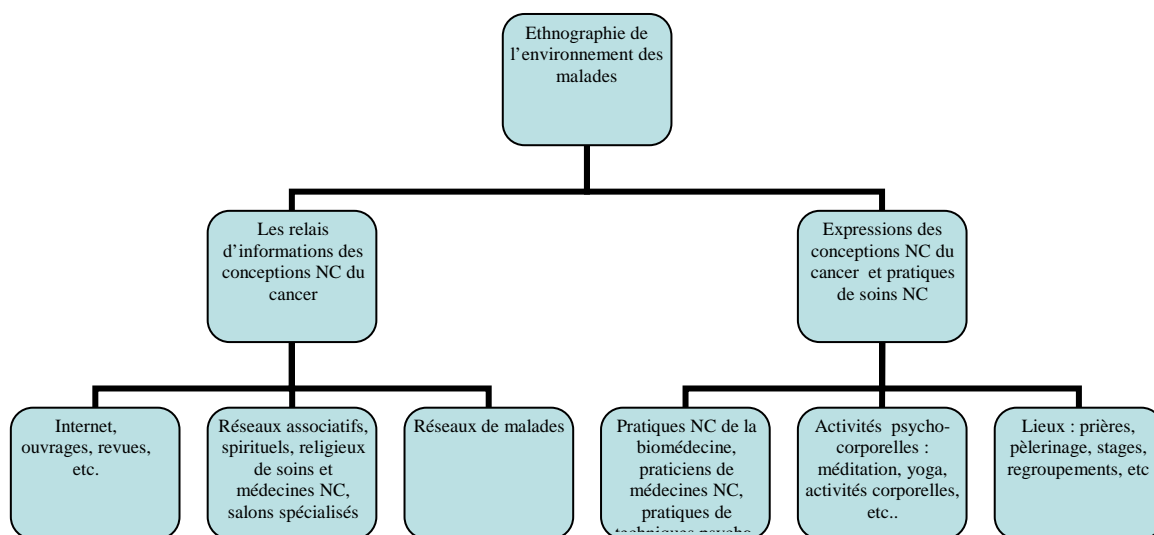 Ethnographie de
l'environnement des
malades
Les relais
d'informations des
conceptions NC du
cancer
Expressions des
conceptions NC du
cancer et pratiques
de soins NC
Internet,
ouvrages, revues,
etc.
Réseaux associatifs,
spirituels, religieux
de soins et
médecines NC,
salons spécialisés
Réseaux de malades
Pratiques NC de la
biomédecine,
praticiens de
médecines NC,
pratiques de
techniques psycho-
Activités psycho-
corporelles :
méditation, yoga,
activités corporelles,
etc..
Lieux : prières,
pèlerinage, stages,
regroupements, etc